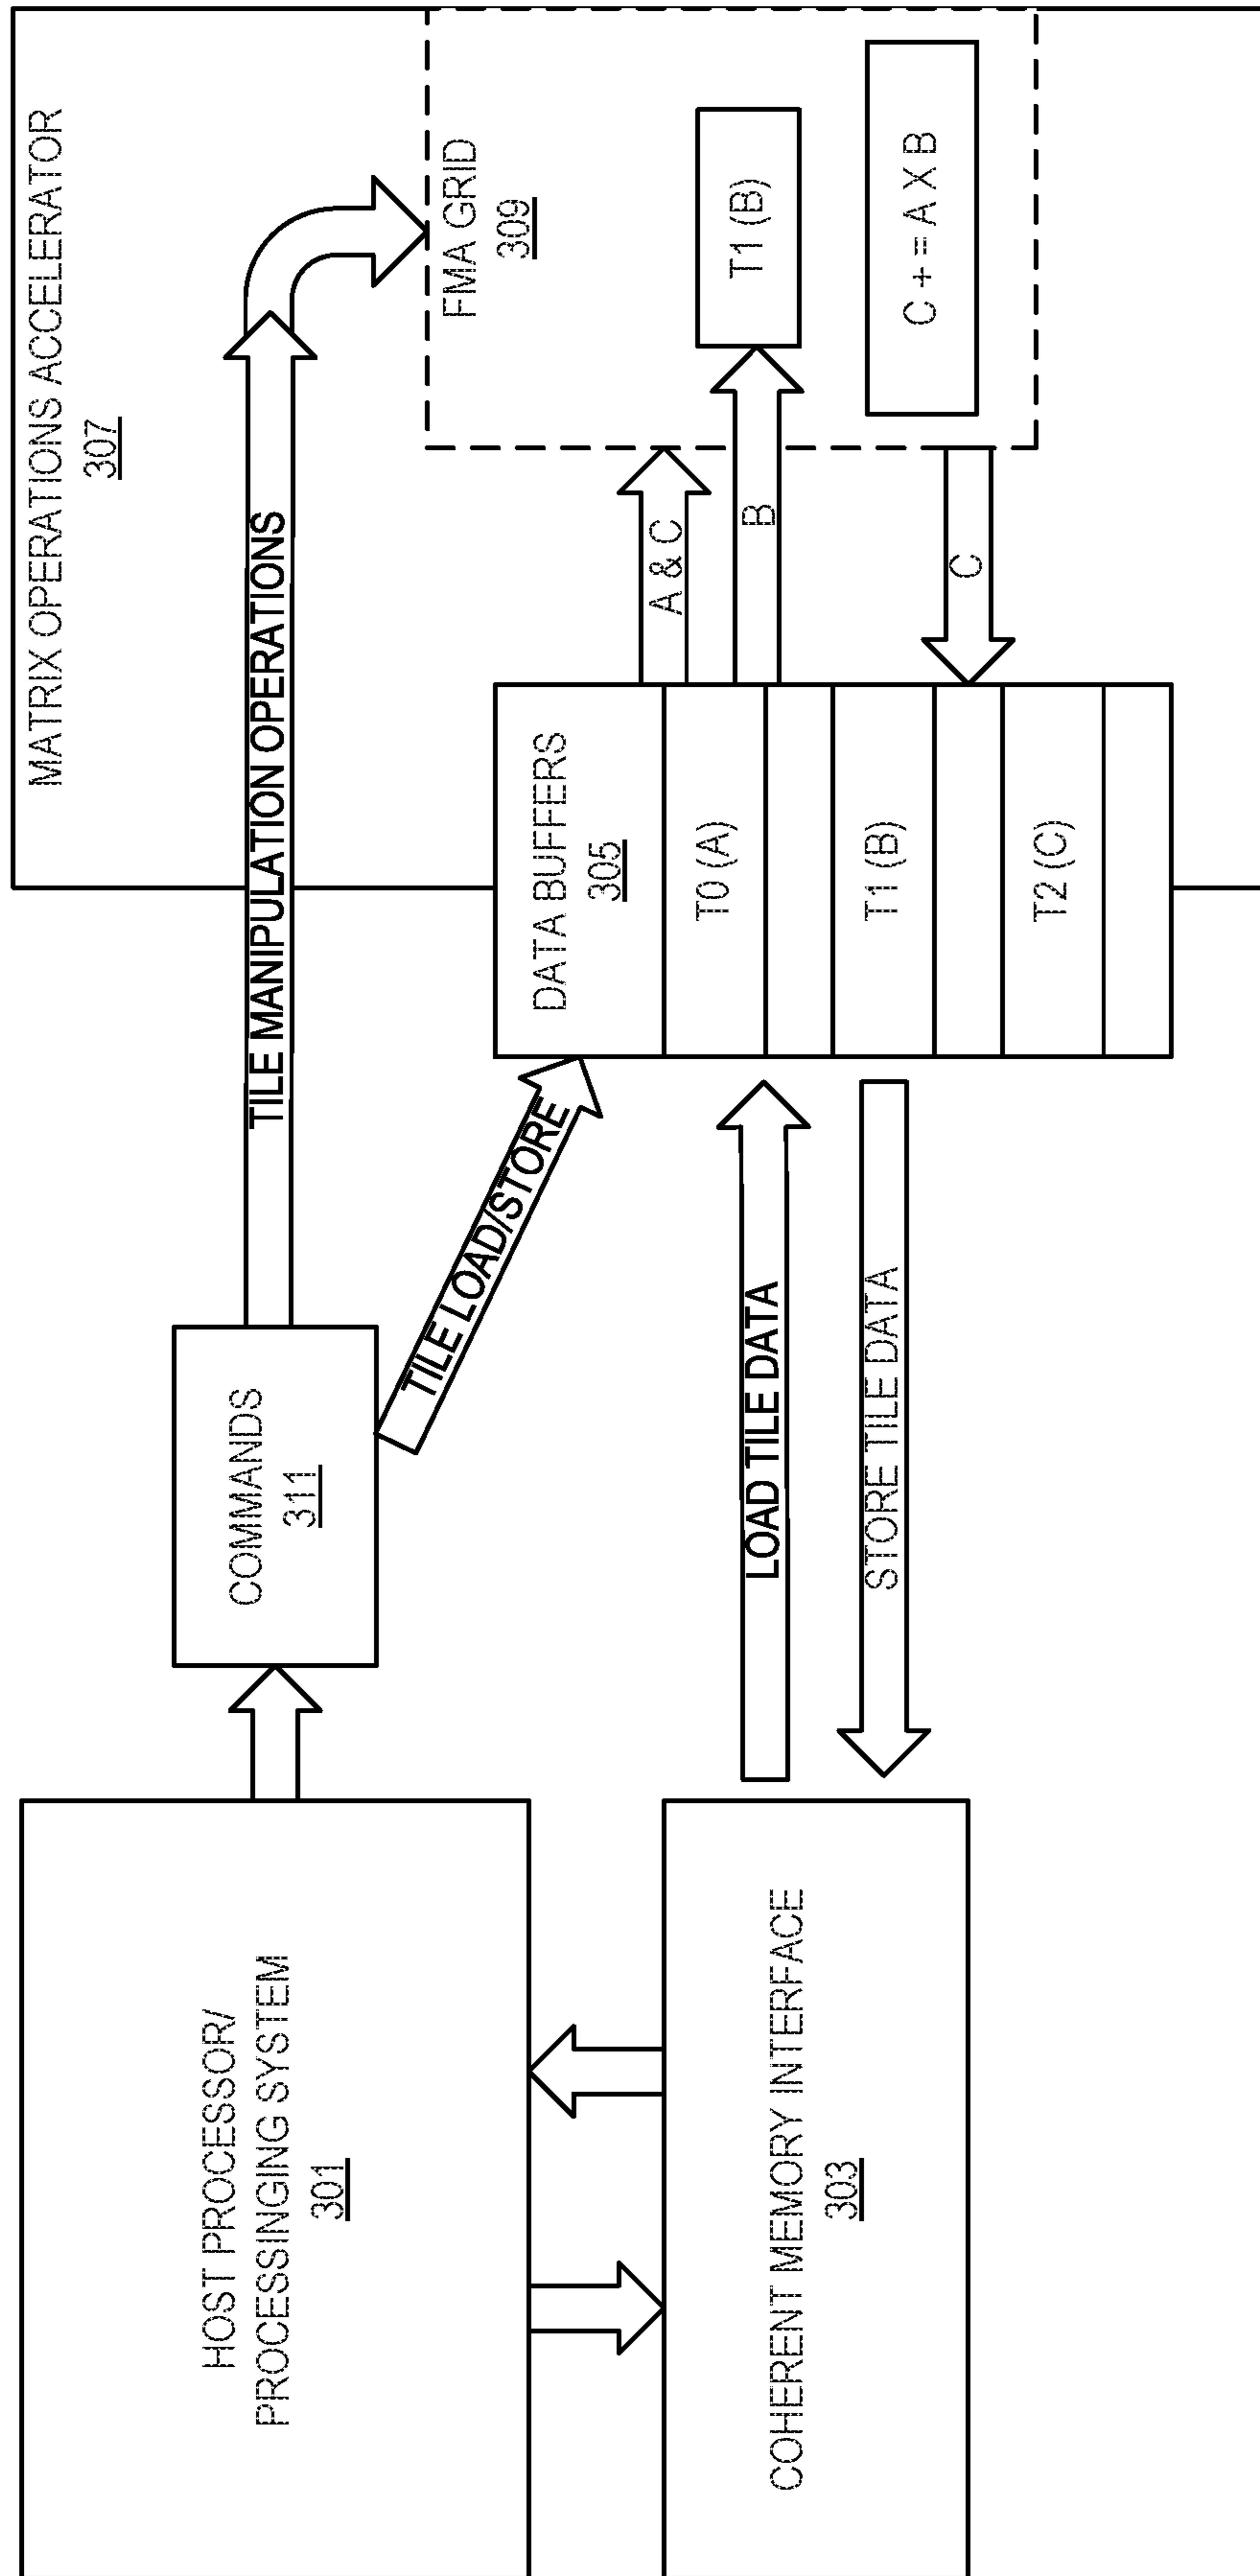 HOST PROCESSOR/
PROCESSINGING SYSTEM
301
COHERENT MEMORY INTERFACE
303
COMMANDS
311
TILE MANIPULATION OPERATIONS
TILE LOAD/STORE
LOAD TILE DATA
STORE TILE DATA
MATRIX OPERATIONS ACCELERATOR
307
DATA BUFFERS
305
T0 (A)
T1 (B)
T2 (C)
A & C
B
C
FMA GRID
309
T1 (B)
C + = A X B